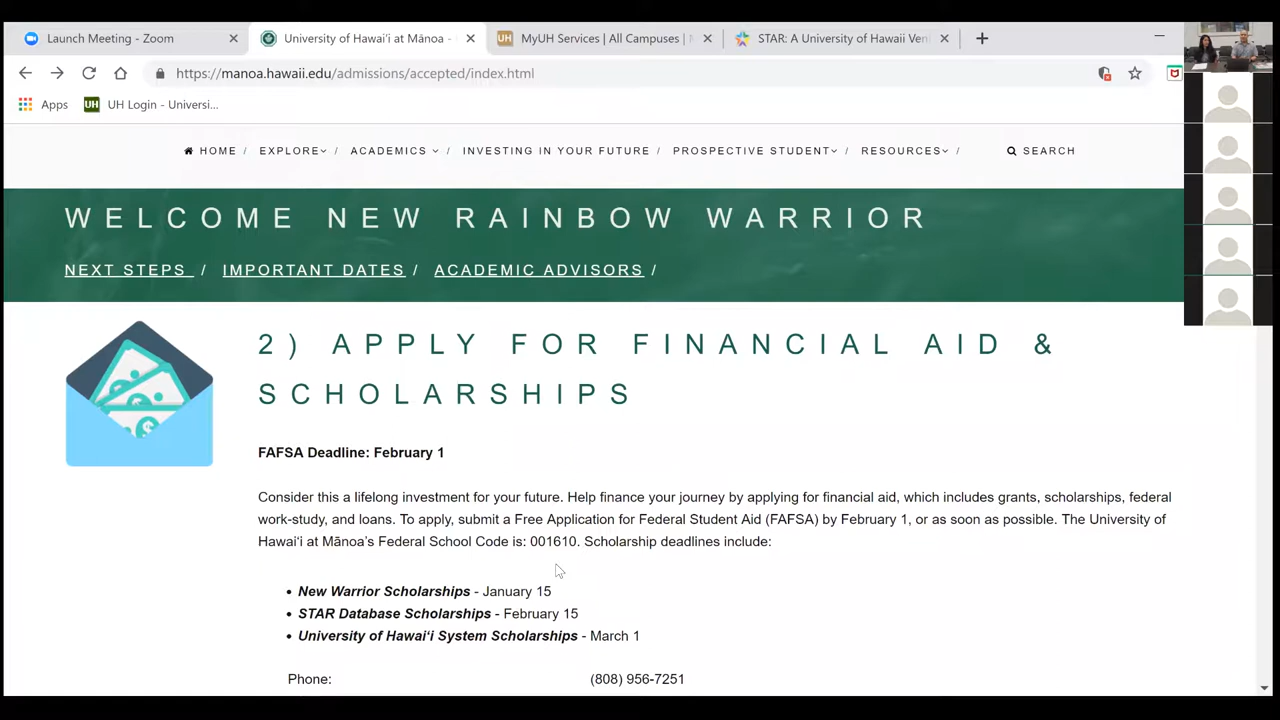 Launch Meeting - Zoom
University of Hawaiʻi at Mānoa -
UH
MyUH Services | All Campuses |
STAR: A University of Hawaii Ven
https://manoa.hawaii.edu/admissions/accepted/index.html
Apps
UH
UH Login - Universi...
HOME / EXPLORE / ACADEMICS / INVESTING IN YOUR FUTURE / PROSPECTIVE STUDENT / RESOURCES / SEARCH
WELCOME NEW RAINBOW WARRIOR
NEXT STEPS / IMPORTANT DATES / ACADEMIC ADVISORS /
2) APPLY FOR FINANCIAL AID &
SCHOLARSHIPS
FAFSA Deadline: February 1
Consider this a lifelong investment for your future. Help finance your journey by applying for financial aid, which includes grants, scholarships, federal
work-study, and loans. To apply, submit a Free Application for Federal Student Aid (FAFSA) by February 1, or as soon as possible. The University of
Hawaiʻi at Mānoa's Federal School Code is: 001610. Scholarship deadlines include:
• New Warrior Scholarships - January 15
• STAR Database Scholarships - February 15
• University of Hawaiʻi System Scholarships - March 1
Phone: (808) 956-7251